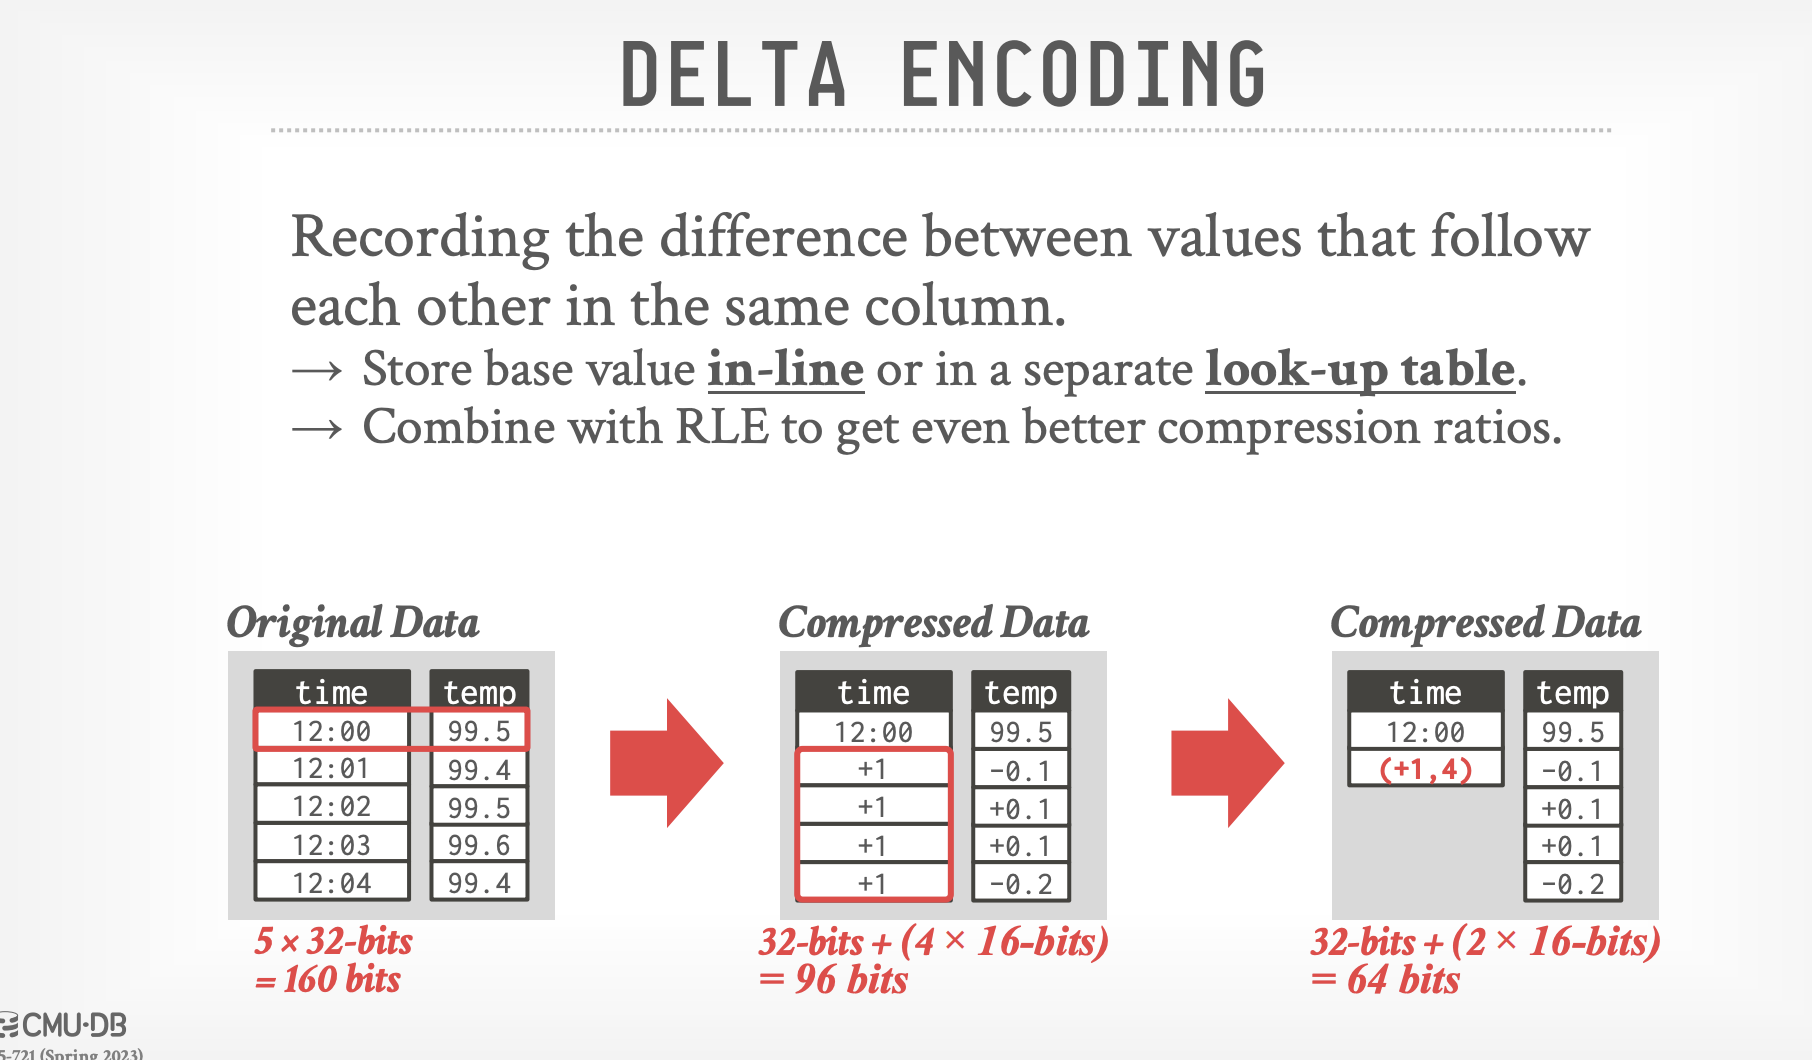 DELTA ENCODING
Recording the difference between values that follow
each other in the same column.
→ Store base value in-line or in a separate look-up table.
→ Combine with RLE to get even better compression ratios.
Original Data
time temp
12:00 99.5
12:01 99.4
12:02 99.5
12:03 99.6
12:04 99.4
5 × 32-bits
= 160 bits
Compressed Data
time temp
12:00 99.5
+1 -0.1
+1 +0.1
+1 +0.1
+1 -0.2
32-bits + (4 × 16-bits)
= 96 bits
Compressed Data
time temp
12:00 99.5
(+1,4) -0.1
+0.1
+0.1
-0.2
32-bits + (2 × 16-bits)
= 64 bits
CMU·DB
5-721 (Spring 2023)